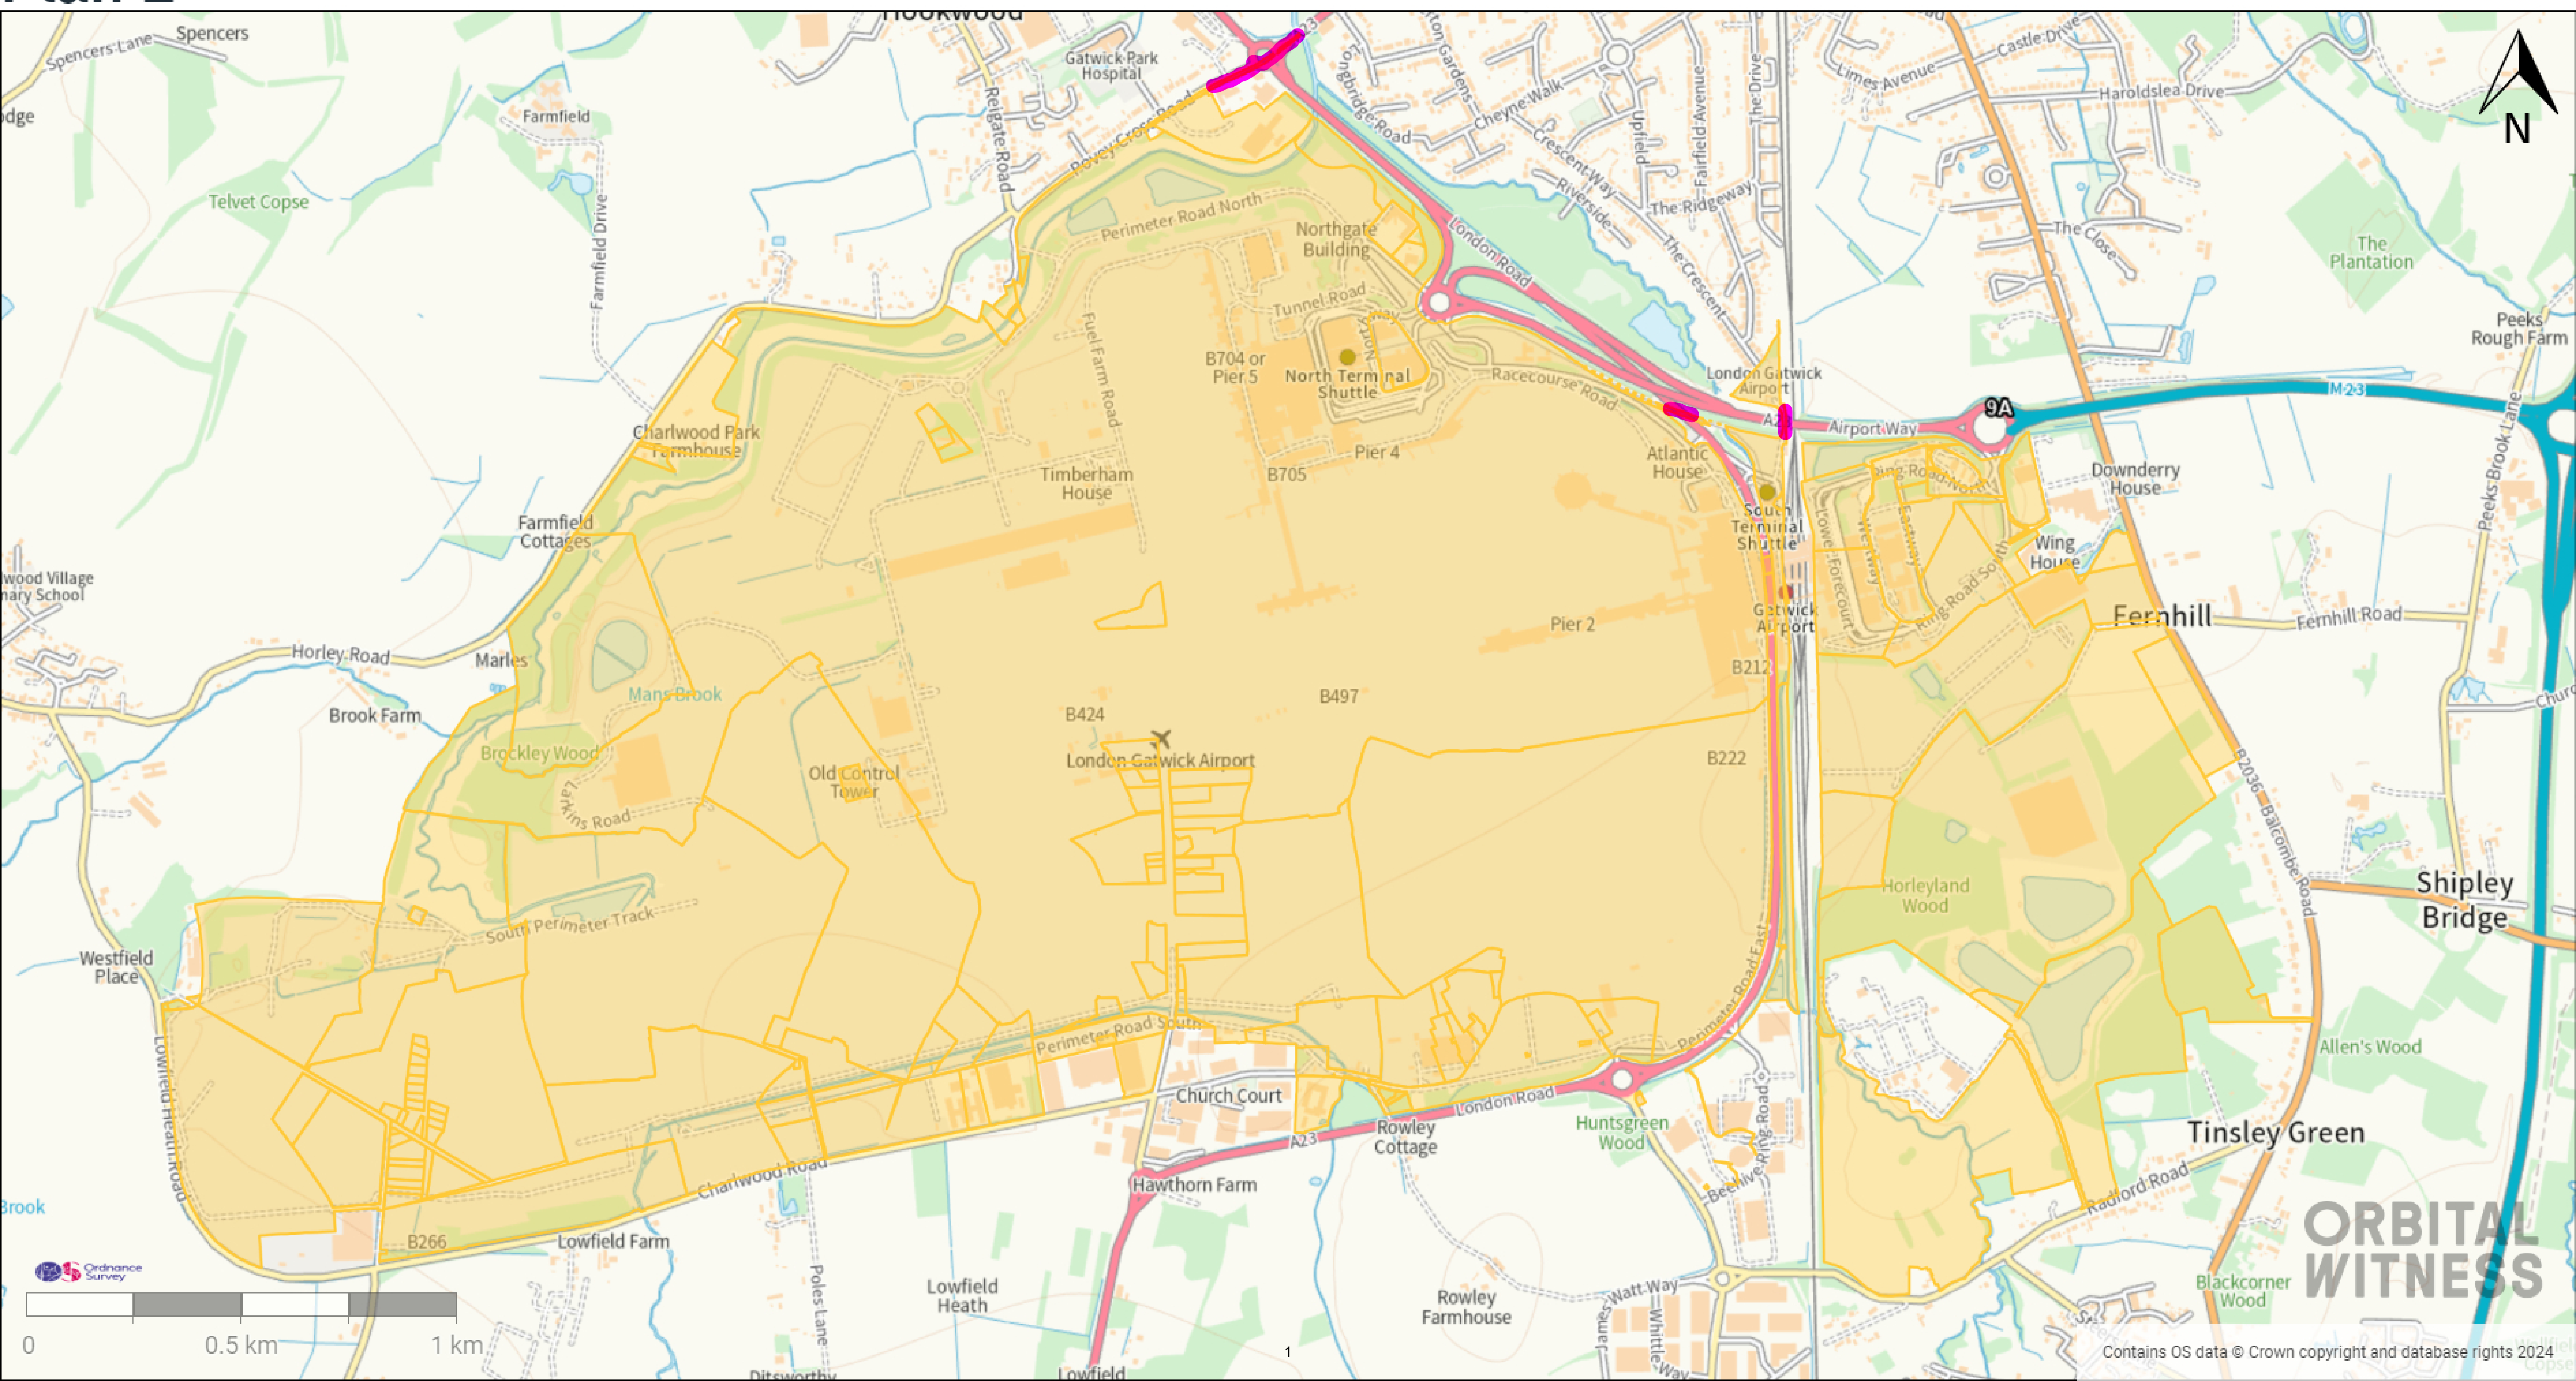 Plan 2
Hookwood
Spencers
Spencers Lane
Gatwick Park
Hospital
Reigate Road
Farmfield
Farmfield Drive
Telvet Copse
Povey Cross Road
Perimeter Road North
Longbridge Road
Cheyne Walk
Crescent Way
Upfield
Fairfield Avenue
The Drive
Limes Avenue
Castle Drive
Haroldslea Drive
N
Riverside
The Ridgeway
The Crescent
The Close
The
Plantation
Northgate
Building
London Road
Tunnel Road
Fuel Farm Road
B704 or
Pier 5
North Terminal
Shuttle
Racecourse Road
London Gatwick
Airport
Peeks
Rough Farm
M23
9A
Airport Way
Peeks Brook Lane
Charlwood Park
Farmhouse
Timberham
House
B705
Pier 4
Atlantic
House
Downderry
House
Ring Road North
South
Terminal
Shuttle
Lower Forecourt
Westway
Eastway
Ring Road South
Wing
House
Farmfield
Cottages
Gatwick
Airport
Fernhill
Fernhill Road
Horley Road
Marles
Mans Brook
Pier 2
B212
Brook Farm
B424
B497
Brockley Wood
London Gatwick Airport
B222
Old Control
Tower
Larkins Road
B2036
Balcombe Road
Horleyland
Wood
Shipley
Bridge
South Perimeter Track
Westfield
Place
Perimeter Road East
Perimeter Road South
Allen's Wood
Lowfield Heath Road
Church Court
London Road
Huntsgreen
Wood
A23
Rowley
Cottage
Beehive Ring Road
Tinsley Green
Radford Road
Charlwood Road
Hawthorn Farm
B266
Lowfield Farm
Poles Lane
Lowfield
Heath
Rowley
Farmhouse
James Watt Way
Whittle Way
Blackcorner
Wood
ORBITAL
WITNESS
Ordnance
Survey
0 0.5 km 1 km
1
Ditsworthy
Lowfield
Contains OS data © Crown copyright and database rights 2024